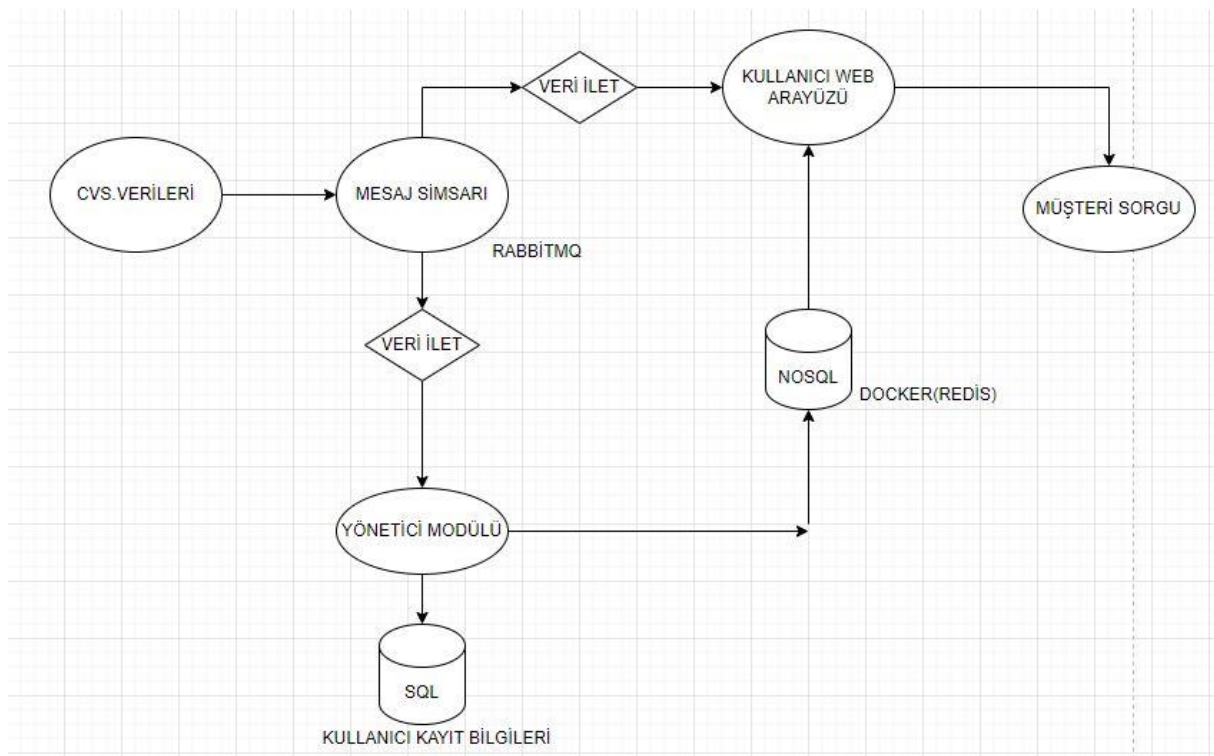 VERİ İLET
KULLANICI WEB
ARAYÜZÜ
CVS.VERİLERİ
MESAJ SİMSARI
MÜŞTERİ SORGU
RABBİTMQ
VERİ İLET
NOSQL
DOCKER(REDİS)
YÖNETİCİ MODÜLÜ
SQL
KULLANICI KAYIT BİLGİLERİ